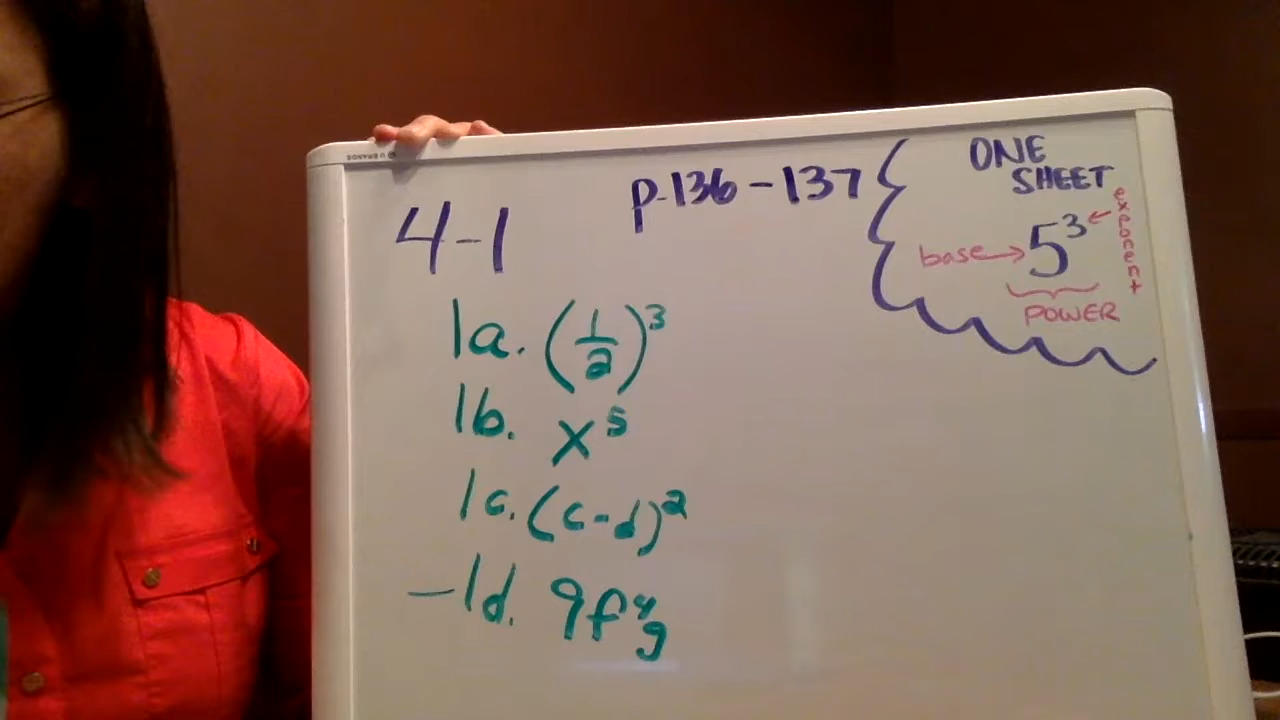 4-1
p.136-137
ONE
SHEET
base → 5³ ← exponent
POWER
1a. (1/2)³
1b. x⁵
1c. (c-d)²
-1d. 9f⁴g